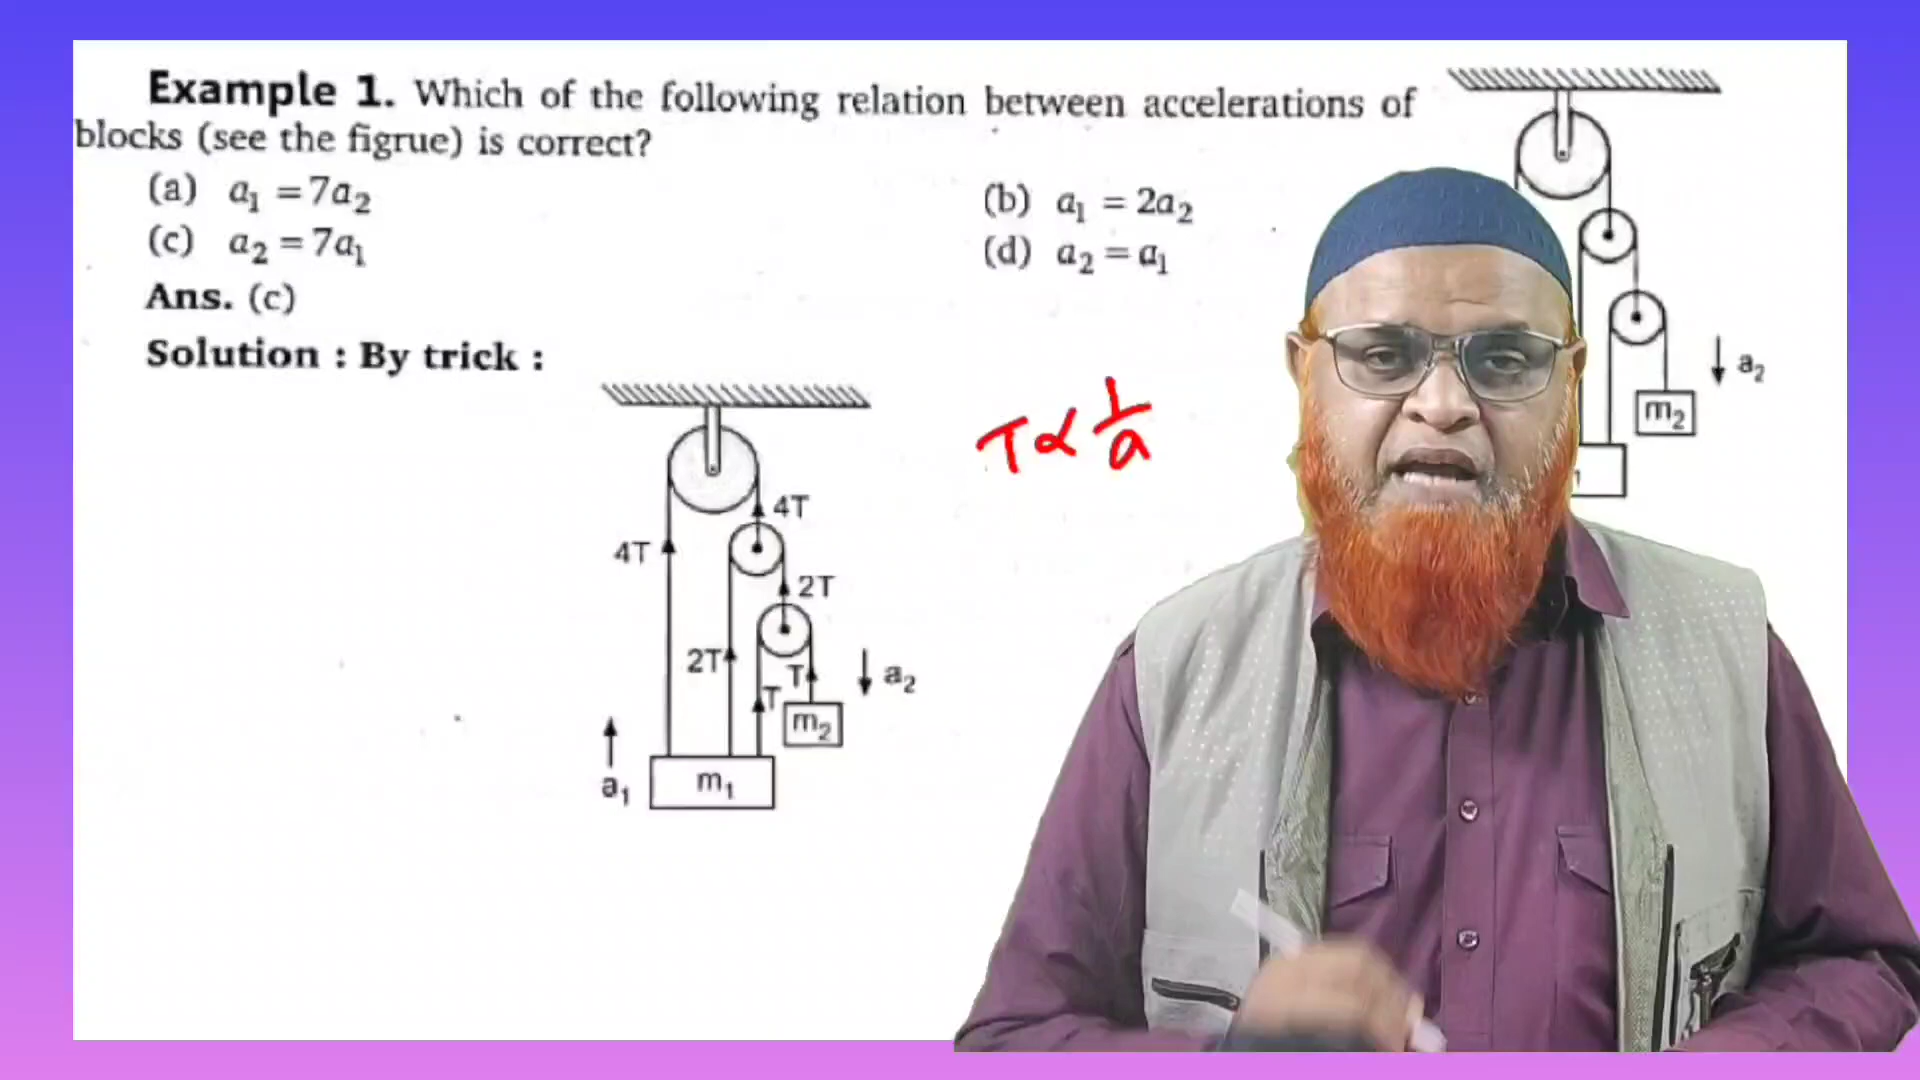 Example 1. Which of the following relation between accelerations of
blocks (see the figrue) is correct?
(a) a₁ = 7a₂
(b) a₁ = 2a₂
(c) a₂ = 7a₁
(d) a₂ = a₁
Ans. (c)
Solution : By trick :
T ∝ 1/a
a₂
m₂
1
4T
4T
2T
2T
T
T
a₂
m₂
a₁
m₁